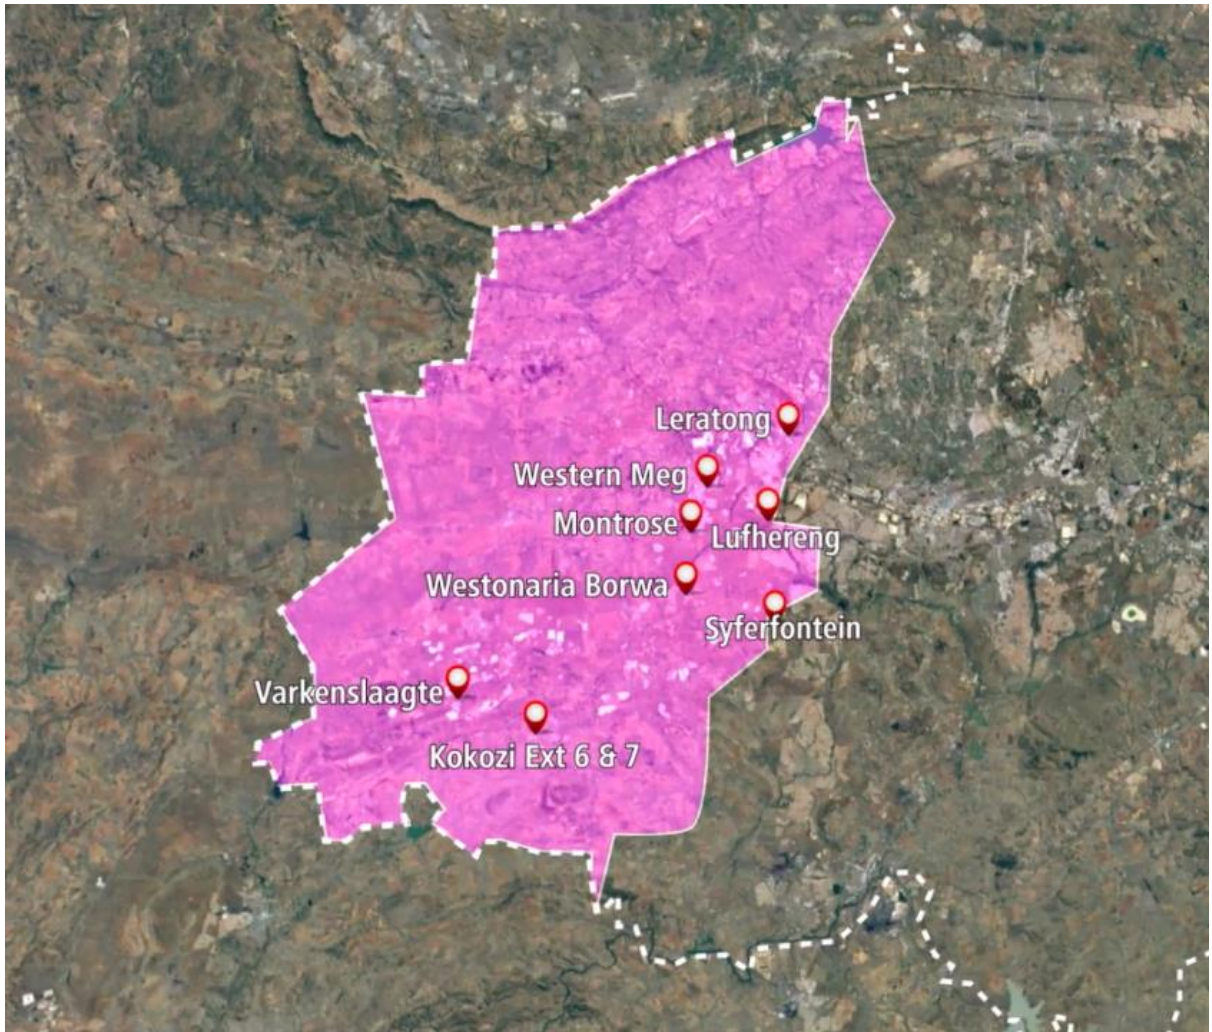 Leratong
Western Meg
Montrose
Lufhereng
Westonaria Borwa
Syferfontein
Varkenslaagte
Kokozi Ext 6 & 7